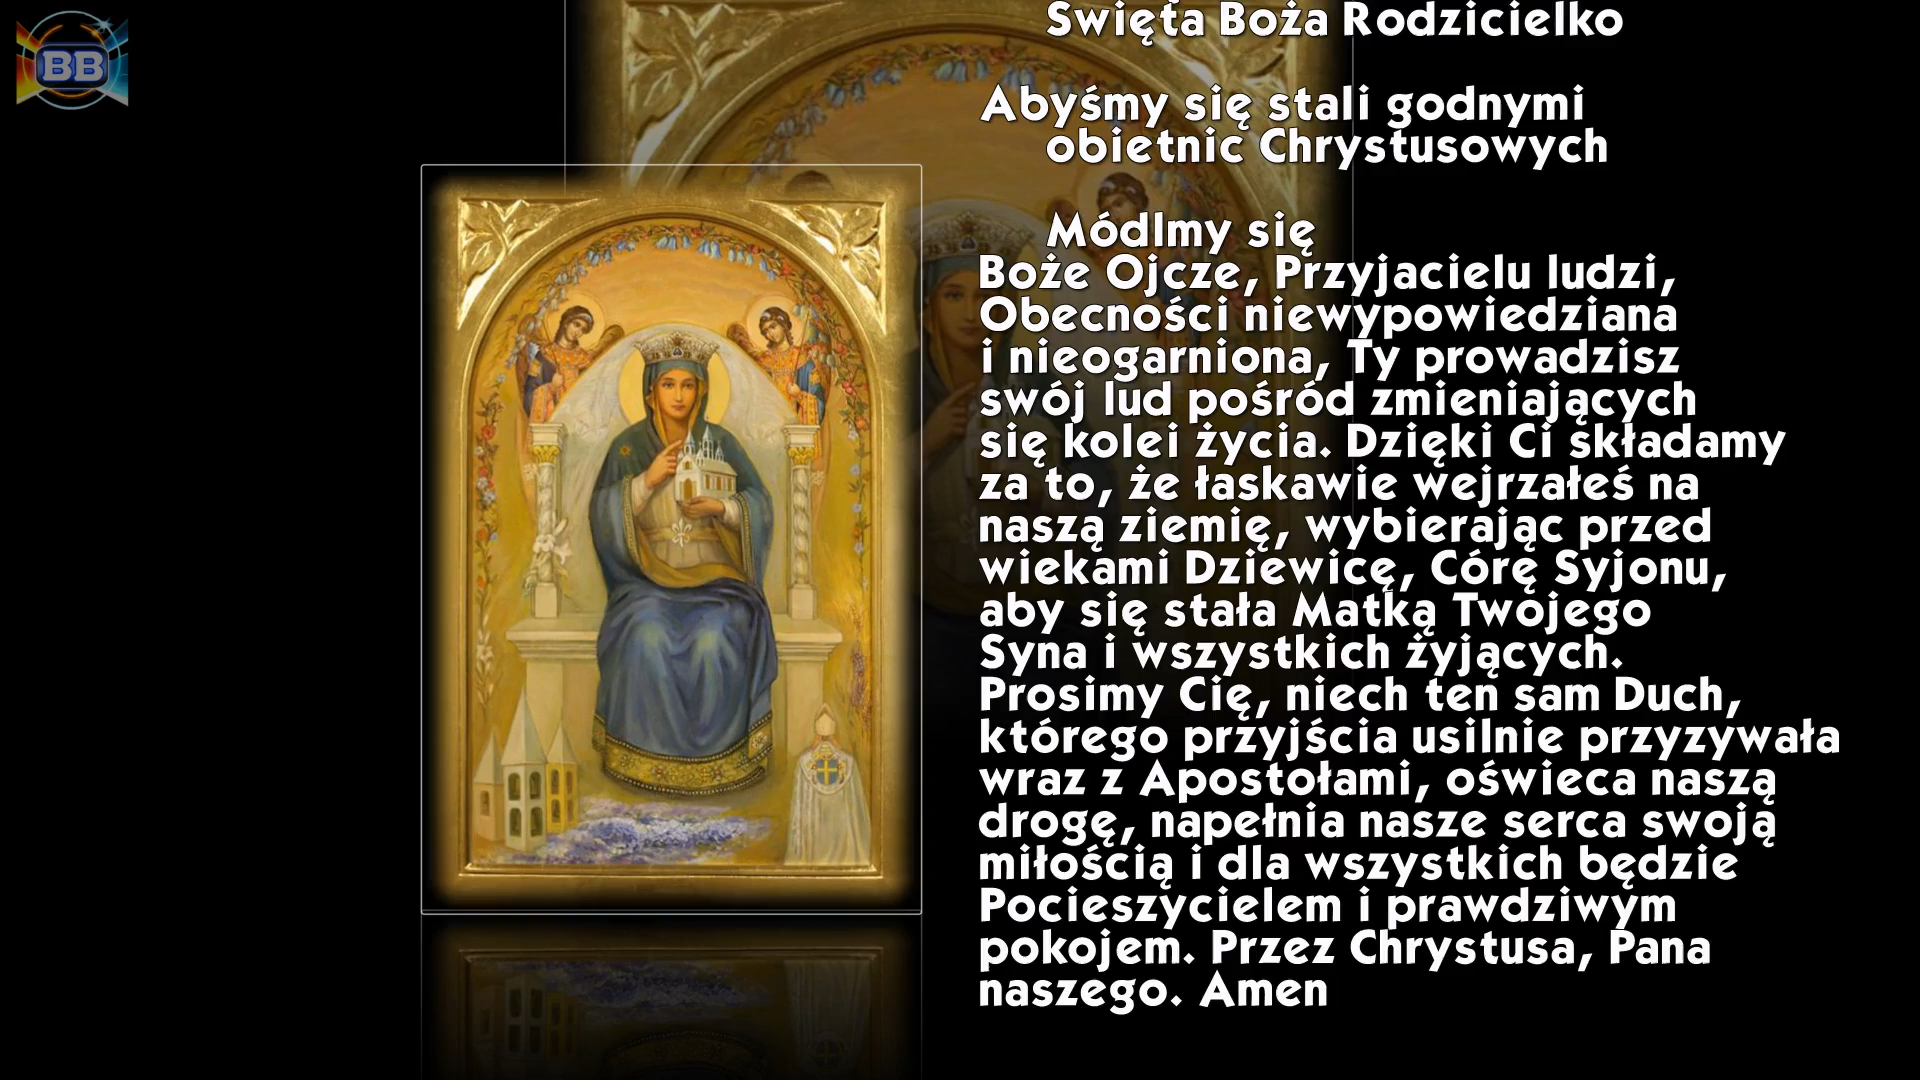 BB
Święta Boża Rodzicielko
Abyśmy się stali godnymi
obietnic Chrystusowych
Módlmy się
Boże Ojcze, Przyjacielu ludzi,
Obecności niewypowiedziana
i nieogarniona, Ty prowadzisz
swój lud pośród zmieniających
się kolei życia. Dzięki Ci składamy
za to, że łaskawie wejrzałeś na
naszą ziemię, wybierając przed
wiekami Dziewicę, Córę Syjonu,
aby się stała Matką Twojego
Syna i wszystkich żyjących.
Prosimy Cię, niech ten sam Duch,
którego przyjścia usilnie przyzywała
wraz z Apostołami, oświeca naszą
drogę, napełnia nasze serca swoją
miłością i dla wszystkich będzie
Pocieszycielem i prawdziwym
pokojem. Przez Chrystusa, Pana
naszego. Amen